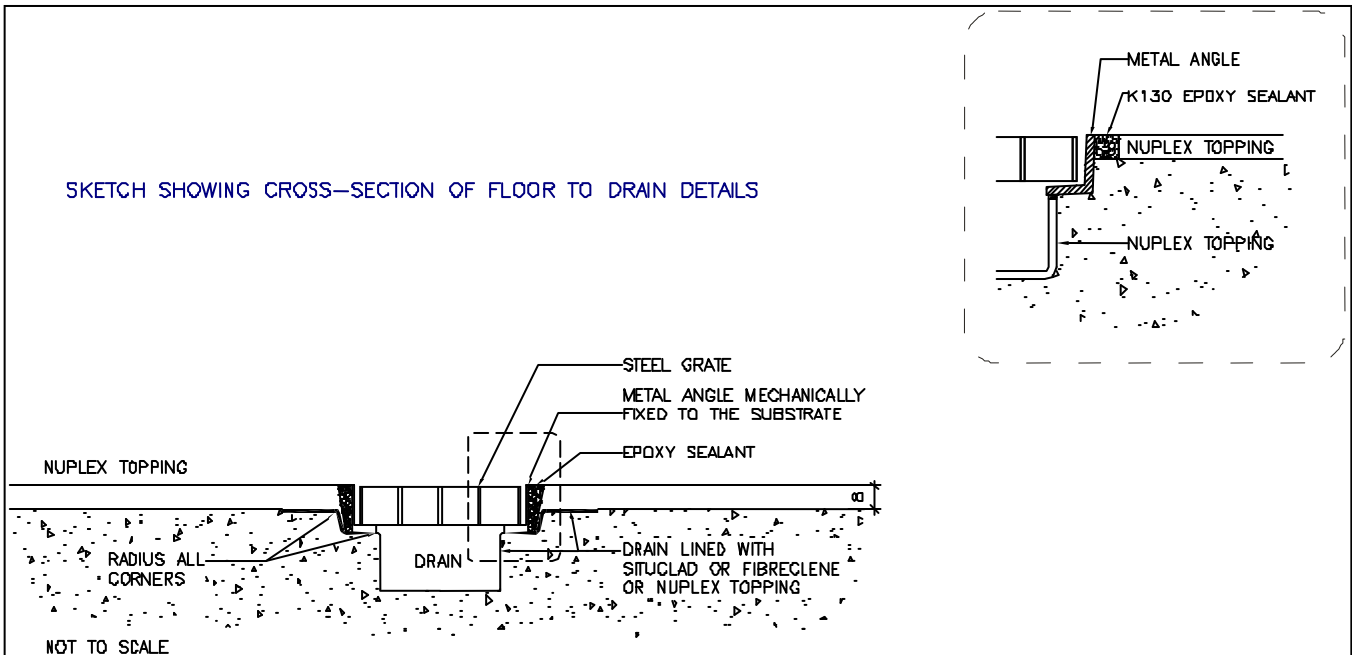 METAL ANGLE
K130 EPOXY SEALANT
NUPLEX TOPPING
SKETCH SHOWING CROSS-SECTION OF FLOOR TO DRAIN DETAILS
NUPLEX TOPPING
STEEL GRATE
METAL ANGLE MECHANICALLY
FIXED TO THE SUBSTRATE
EPOXY SEALANT
NUPLEX TOPPING
8
RADIUS ALL
CORNERS
DRAIN
DRAIN LINED WITH
SITUCLAD OR FIBRECLENE
OR NUPLEX TOPPING
NOT TO SCALE